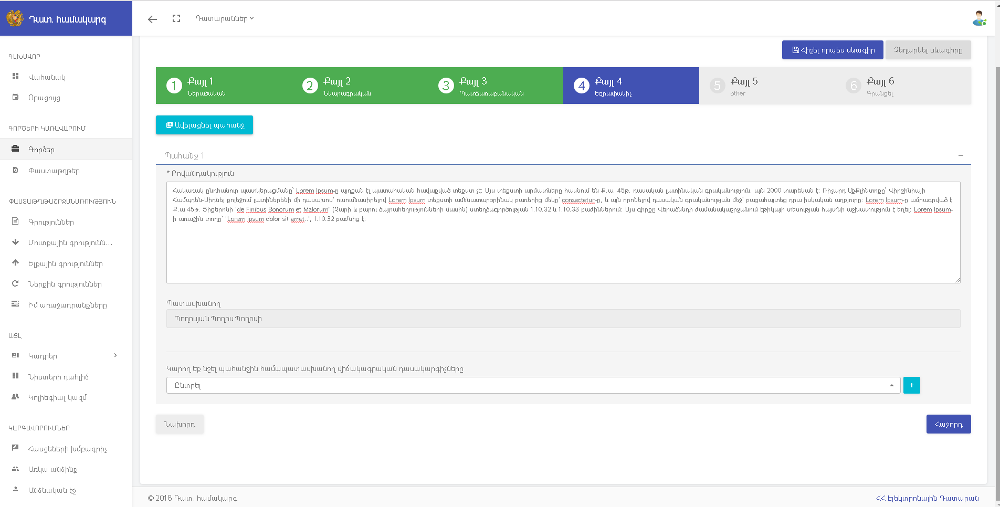 Դատ. համակարգ
Դատարաններ
ԳԼԽԱՎՈՐ
Վահանակ
Օրացույց
ԳՈՐԾԵՐԻ ԿԱՌԱՎԱՐՈՒՄ
Գործեր
Փաստաթղթեր
ՓԱՍՏԱԹՂԹԱՇՐՋԱՆԱՌՈՒԹՅՈՒՆ
Գրություններ
Մուտքային գրությունն...
Ելքային գրություններ
Ներքին գրություններ
Իմ առաջադրանքները
ԱՅԼ
Կադրեր
Նիստերի դահլիճ
Կոլիեգիալ կազմ
ԿԱՐԳԱՎՈՐՈՒՄՆԵՐ
Հասցեների խմբագրիչ
Առկա անձինք
Անձնական էջ
Հիշել որպես սևագիր
Չեղարկել սևագիրը
1 Քայլ 1
Ներածական
2 Քայլ 2
Նկարագրական
3 Քայլ 3
Պատճառաբանական
4 Քայլ 4
Եզրափակիչ
5 Քայլ 5
other
6 Քայլ 6
Գրանցել
Ավելացնել պահանջ
Պահանջ 1
* Բովանդակություն
Հակառակ ընդհանուր պատկերացմանը՝ Lorem Ipsum-ը այդքան էլ պատահական հավաքված տեքստ չէ։ Այս տեքստի արմատները հասնում են Ք.ա. 45թ. դասական լատինական գրականություն. այն 2000 տարեկան է։ Ռիչարդ ՄքՔլինտոքը՝ Վիրջինիայի
Համպդեն-Սիդնեյ քոլեջում լատիներենի մի դասախոս՝ ուսումնասիրելով Lorem Ipsum տեքստի ամենատարօրինակ բառերից մեկը՝ consectetur-ը, և այն որոնելով դասական գրականության մեջ՝ բացահայտեց դրա իսկական աղբյուրը։ Lorem Ipsum-ը ամրագրված է
Ք.ա 45թ. Ցիցերոնի "de Finibus Bonorum et Malorum" (Չարի և բարու ծայրահեղությունների մասին) ստեղծագործության 1.10.32 և 1.10.33 բաժիններում։ Այս գիրքը Վերածննդի ժամանակաշրջանում էթիկայի տեսության հայտնի աշխատություն է եղել։ Lorem Ipsum-
ի առաջին տողը՝ "Lorem ipsum dolor sit amet..", 1.10.32 բաժնից է։
Պատասխանող
Պողոսյան Պողոս Պողոսի
Կարող եք նշել պահանջին համապատասխանող վիճակագրական դասակարգիչները
Ընտրել
+
Նախորդ
Հաջորդ
© 2018 Դատ. համակարգ
ՀՀ Էլեկտրոնային Դատարան